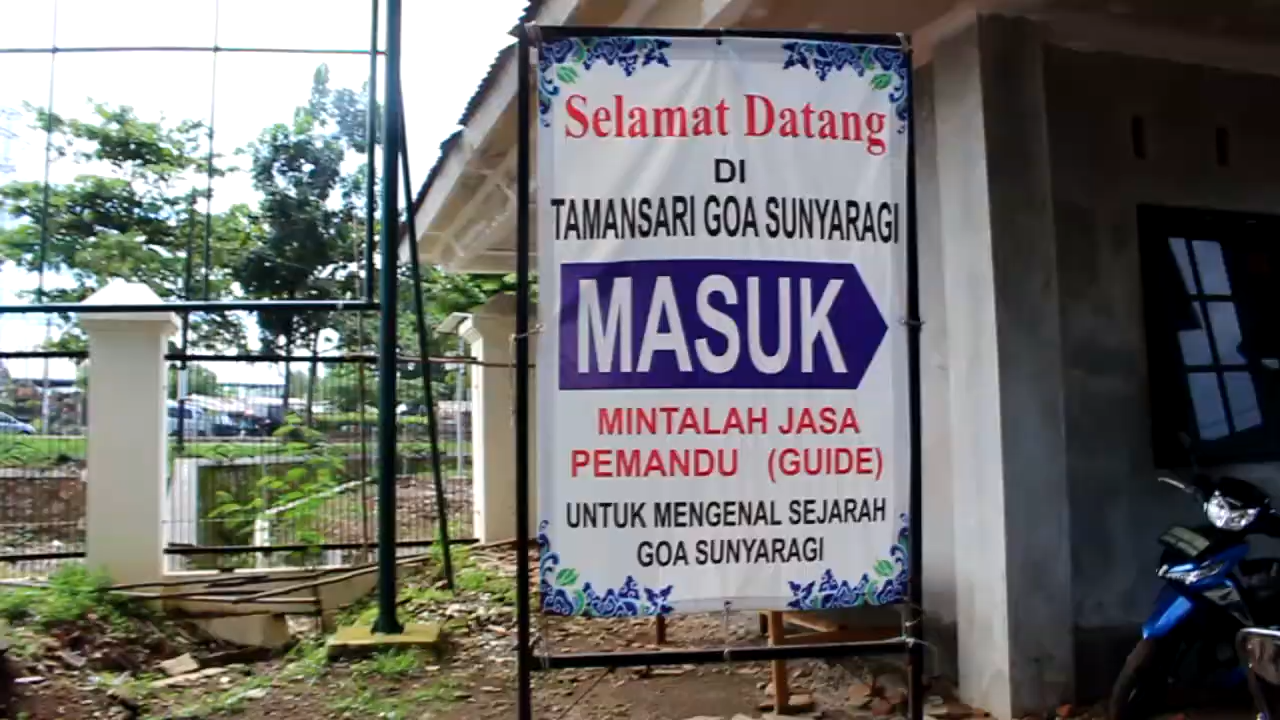 Selamat Datang
DI
TAMANSARI GOA SUNYARAGI
MASUK
MINTALAH JASA
PEMANDU (GUIDE)
UNTUK MENGENAL SEJARAH
GOA SUNYARAGI